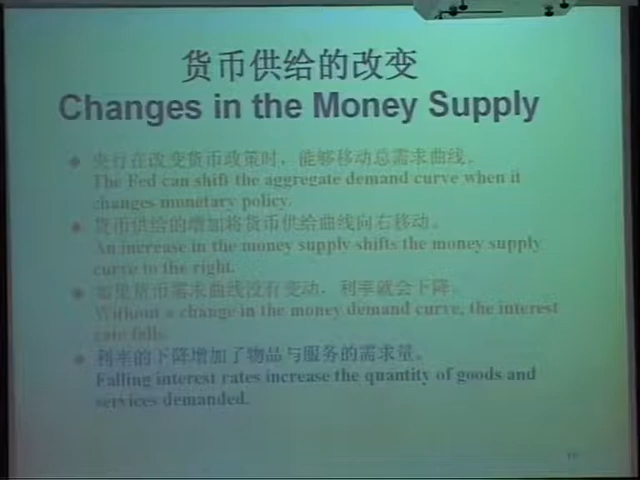 货币供给的改变
Changes in the Money Supply
央行在改变货币政策时，能够移动总需求曲线。
The Fed can shift the aggregate demand curve when it
changes monetary policy.
货币供给的增加将货币供给曲线向右移动。
An increase in the money supply shifts the money supply
curve to the right.
如果货币需求曲线没有变动，利率就会下降。
Without a change in the money demand curve, the interest
rate falls.
利率的下降增加了物品与服务的需求量。
Falling interest rates increase the quantity of goods and
services demanded.